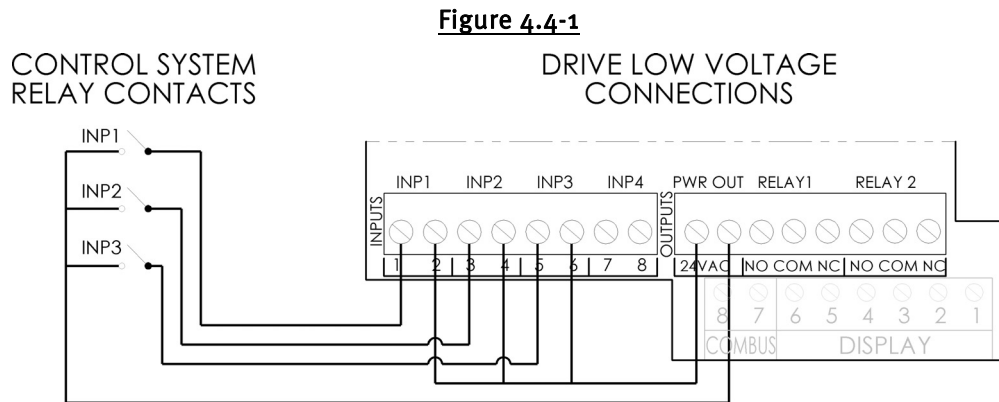 Figure 4.4-1
CONTROL SYSTEM
RELAY CONTACTS
DRIVE LOW VOLTAGE
CONNECTIONS
INP1
INP2
INP3
INP1 INP2 INP3 INP4 PWR OUT RELAY1 RELAY 2
INPUTS
OUTPUTS
1 2 3 4 5 6 7 8 24VAC NO COM NC NO COM NC
8 7 6 5 4 3 2 1
COMBUS DISPLAY